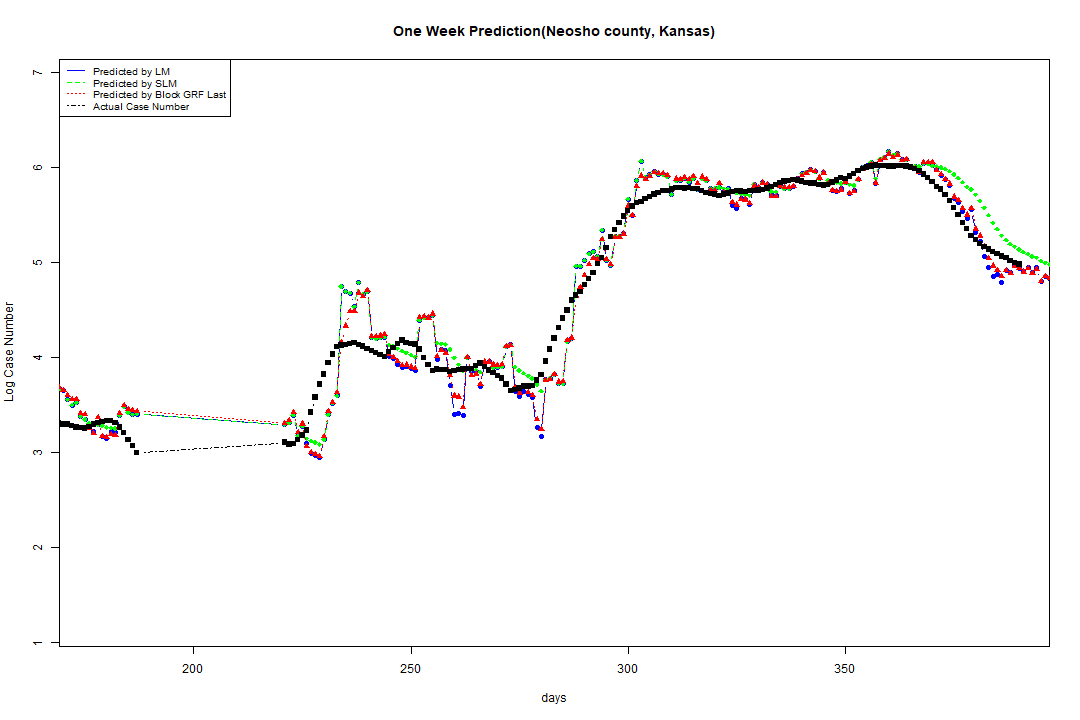 One Week Prediction(Neosho county, Kansas)
Predicted by LM
Predicted by SLM
Predicted by Block GRF Last
Actual Case Number
7
6
5
4
3
2
1
Log Case Number
200 250 300 350
days